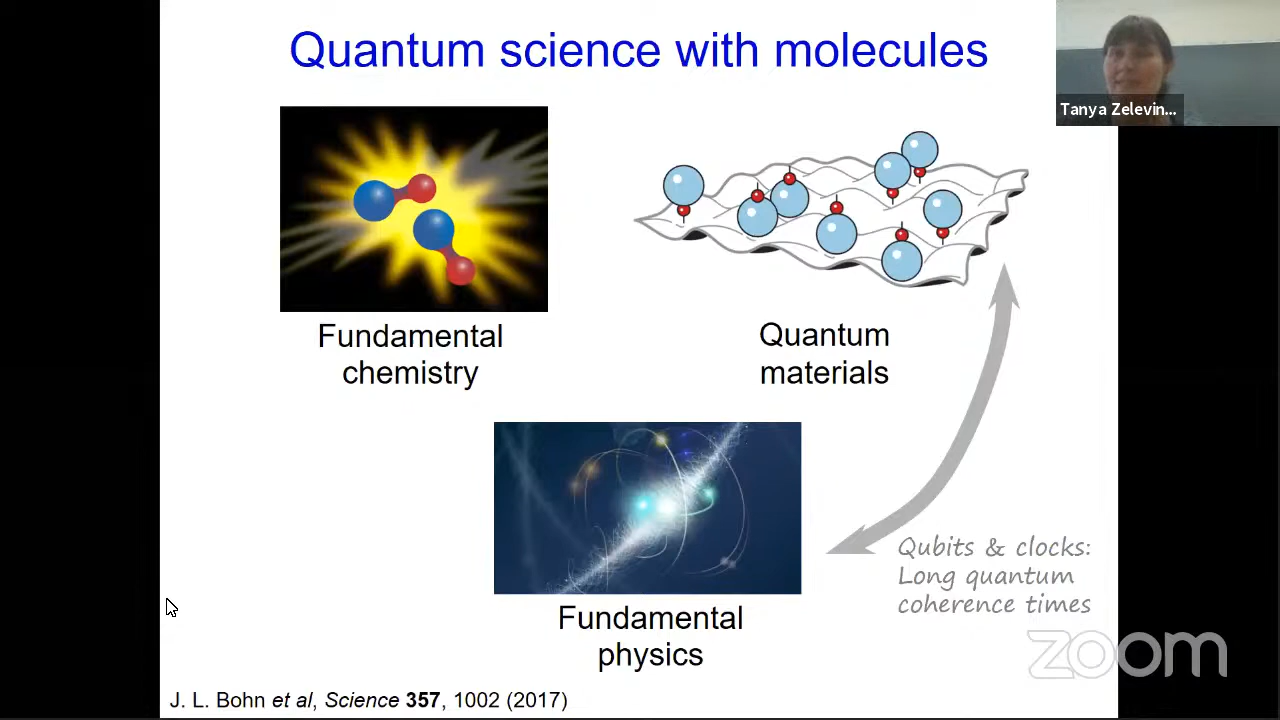 Quantum science with molecules
Tanya Zelevin...
Fundamental
chemistry
Quantum
materials
Qubits & clocks:
Long quantum
coherence times
Fundamental
physics
zoom
J. L. Bohn et al, Science 357, 1002 (2017)